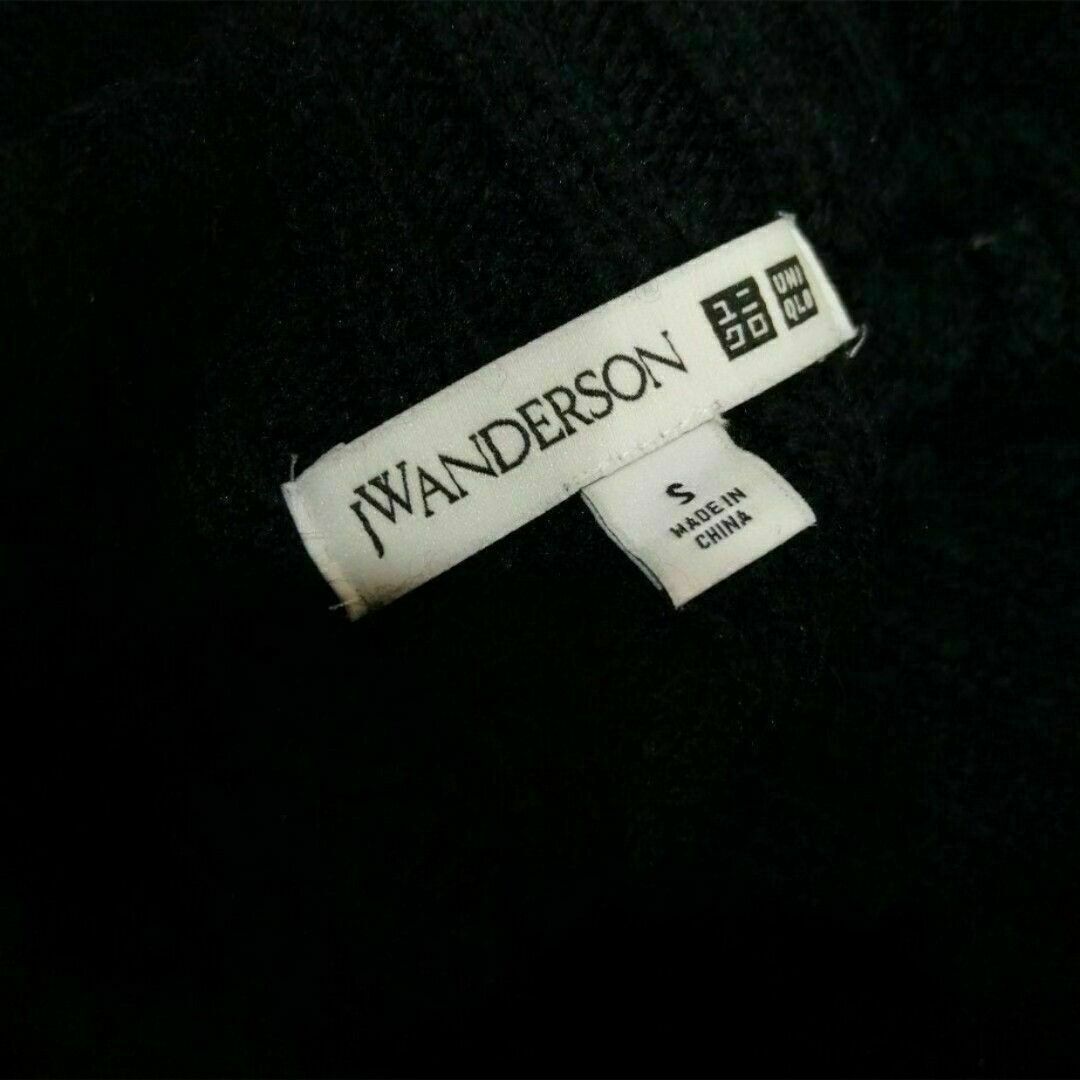 JWANDERSON
ユニ
クロ
UNI
QLO
S
MADE IN
CHINA